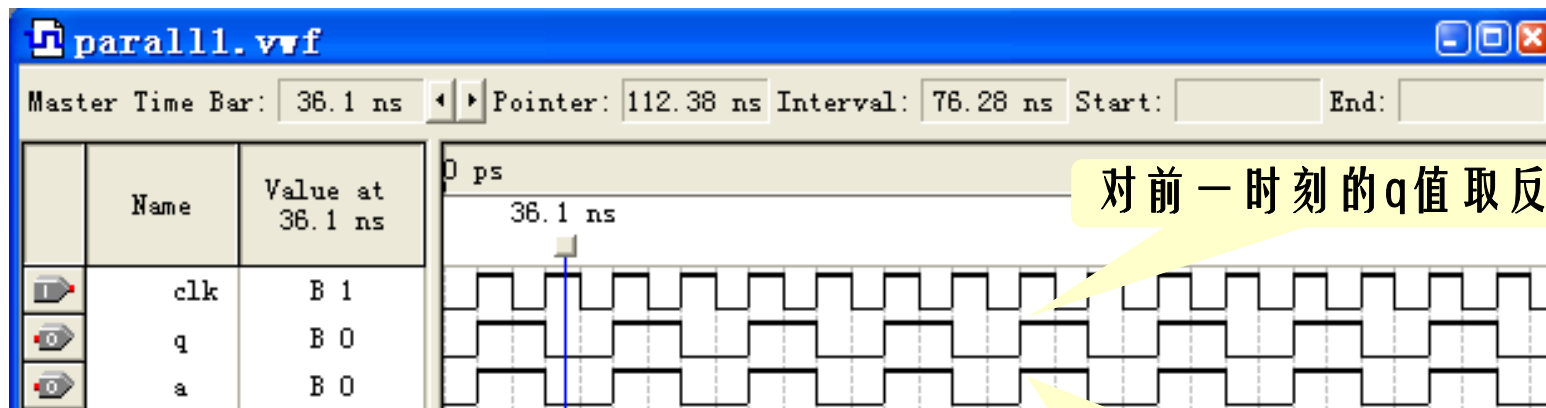 parall1.vwf
Master Time Bar: 36.1 ns Pointer: 112.38 ns Interval: 76.28 ns Start: End:
Name Value at 36.1 ns
0 ps
36.1 ns
对前一时刻的q值取反
clk B 1
q B 0
a B 0